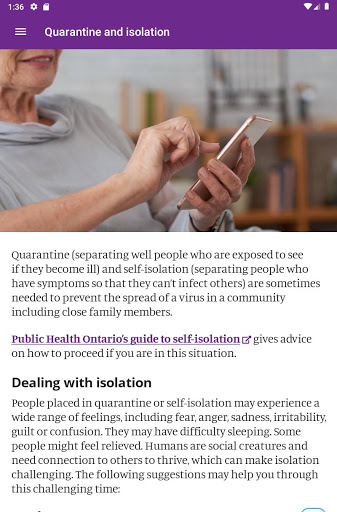 1:36
Quarantine and isolation
Quarantine (separating well people who are exposed to see
if they become ill) and self-isolation (separating people who
have symptoms so that they can't infect others) are sometimes
needed to prevent the spread of a virus in a community
including close family members.
Public Health Ontario's guide to self-isolation gives advice
on how to proceed if you are in this situation.
Dealing with isolation
People placed in quarantine or self-isolation may experience a
wide range of feelings, including fear, anger, sadness, irritability,
guilt or confusion. They may have difficulty sleeping. Some
people might feel relieved. Humans are social creatures and
need connection to others to thrive, which can make isolation
challenging. The following suggestions may help you through
this challenging time: